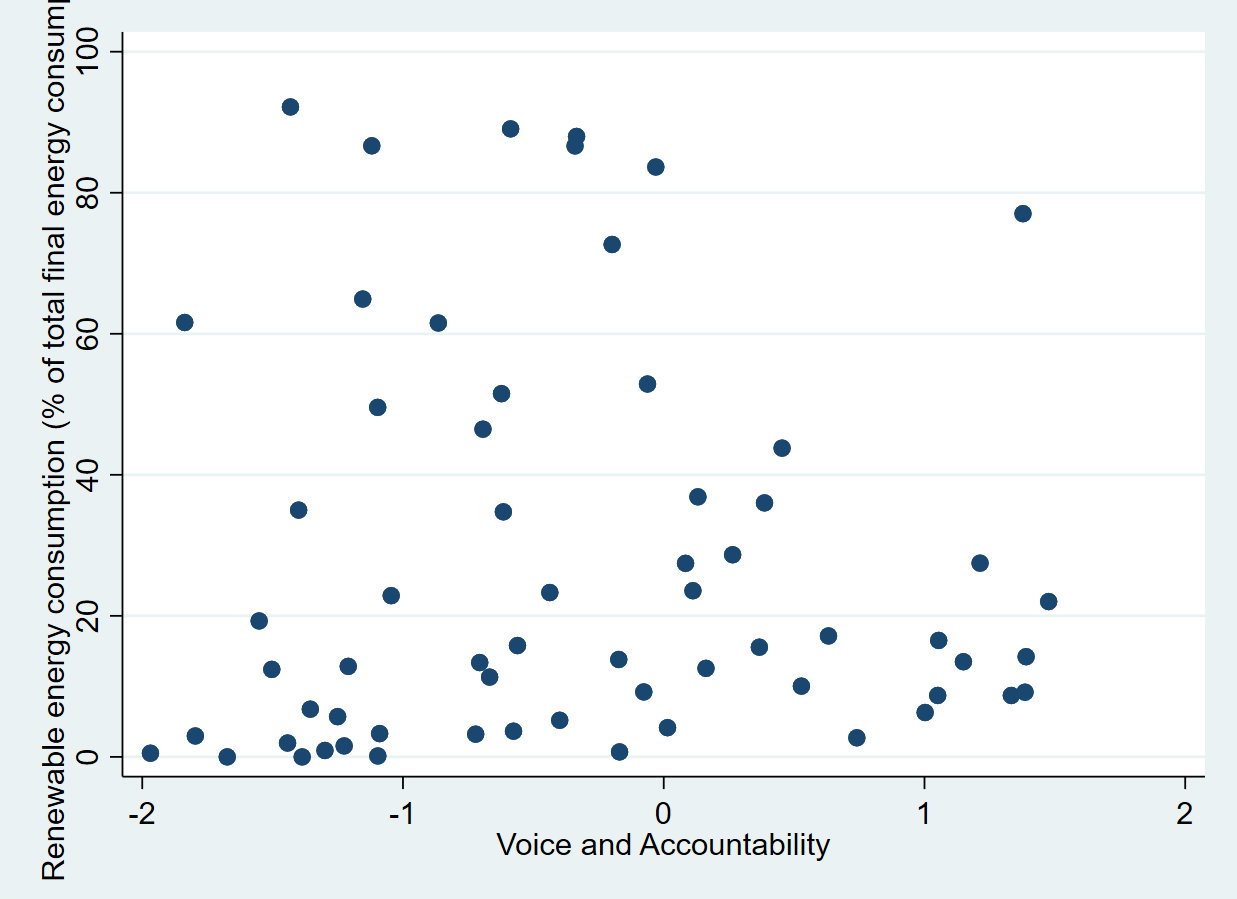 Renewable energy consumption (% of total final energy consump
100
80
60
40
20
0
-2 -1 0 1 2
Voice and Accountability